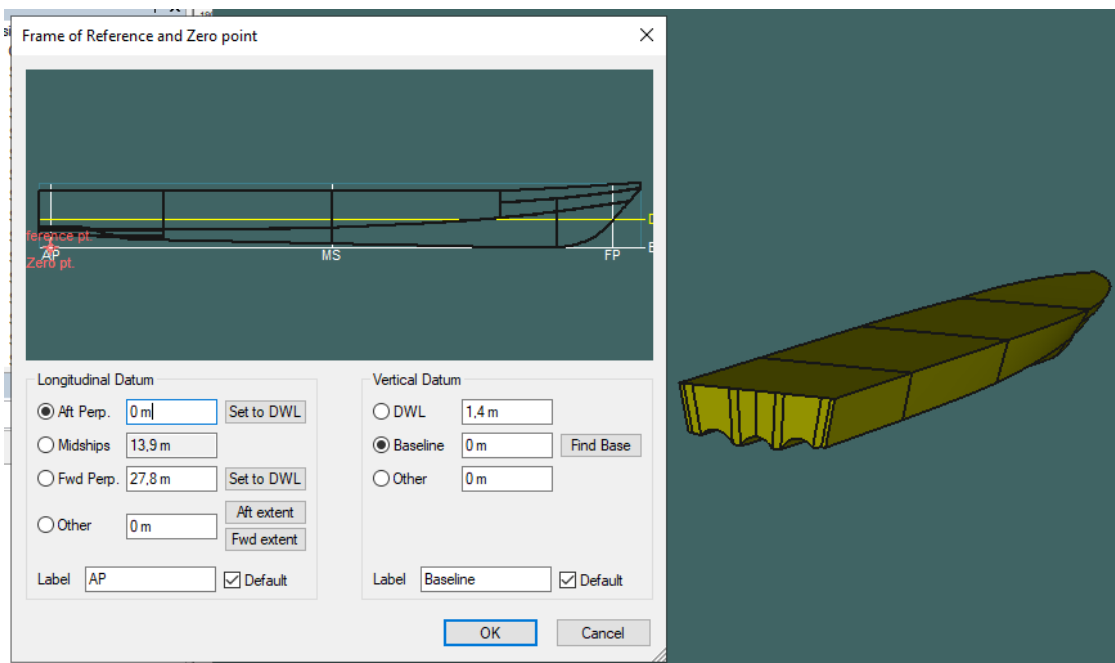 Frame of Reference and Zero point
ference pt.
Zero pt.
AP
MS
FP
Longitudinal Datum
Aft Perp. 0 m Set to DWL
Midships 13,9 m
Fwd Perp. 27,8 m Set to DWL
Other 0 m Aft extent
Fwd extent
Label AP Default
Vertical Datum
DWL 1,4 m
Baseline 0 m Find Base
Other 0 m
Label Baseline Default
OK Cancel